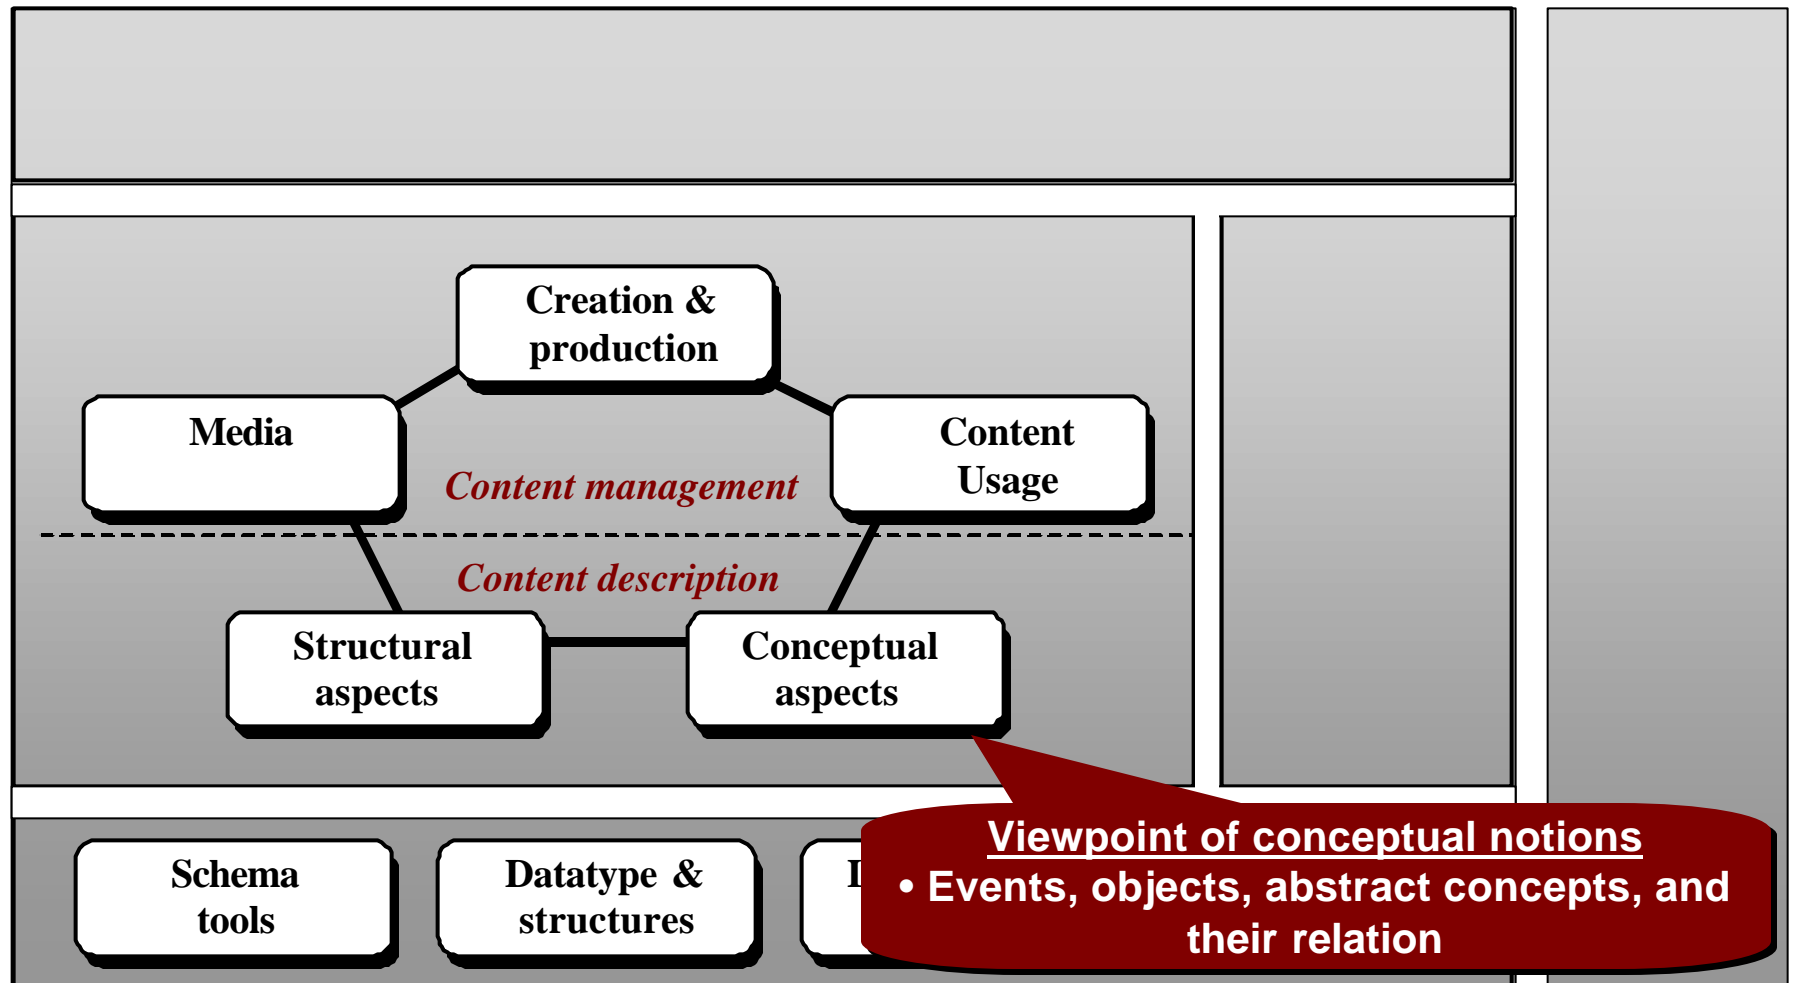 Creation &
production
Media
Content
Usage
Content management
Content description
Structural
aspects
Conceptual
aspects
Schema
tools
Datatype &
structures
Viewpoint of conceptual notions
• Events, objects, abstract concepts, and
their relation